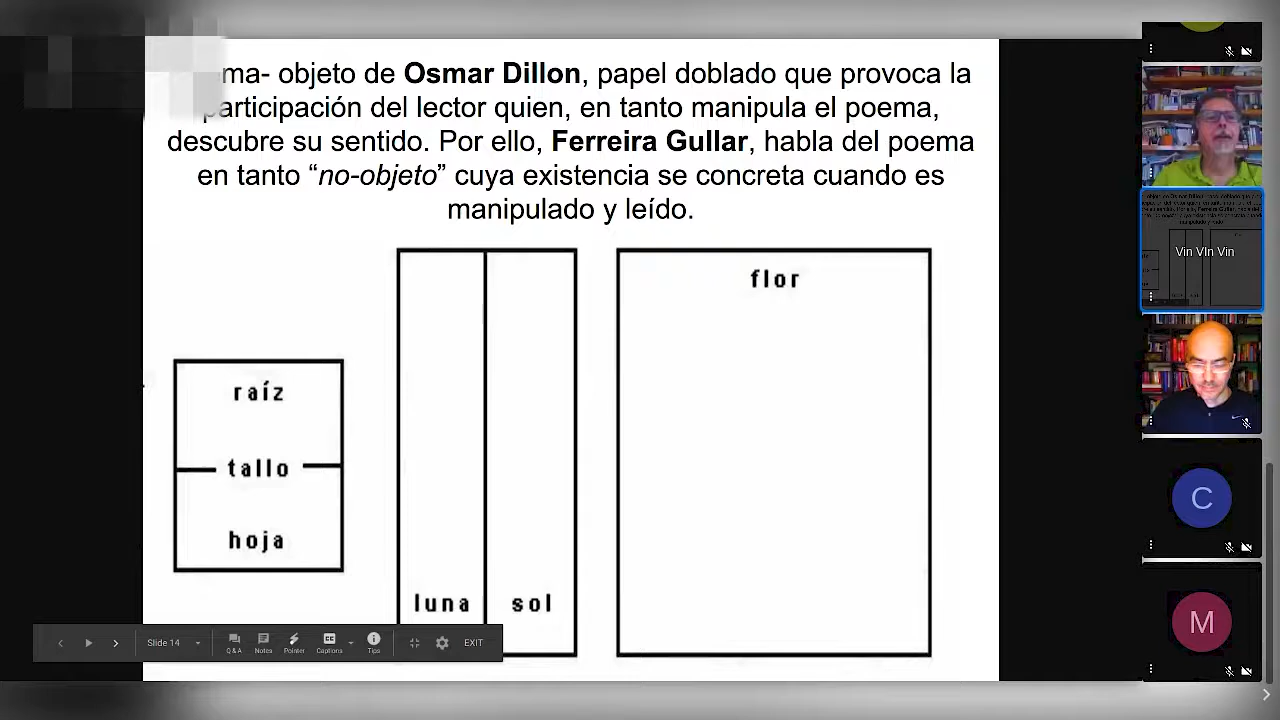 ma- objeto de Osmar Dillon, papel doblado que provoca la
participación del lector quien, en tanto manipula el poema,
descubre su sentido. Por ello, Ferreira Gullar, habla del poema
en tanto “no-objeto” cuya existencia se concreta cuando es
manipulado y leído.
flor
raíz
tallo
hoja
luna sol
Slide 14
Q & A Notes Pointer Captions Tips
EXIT
Vin VIn Vin
C
M